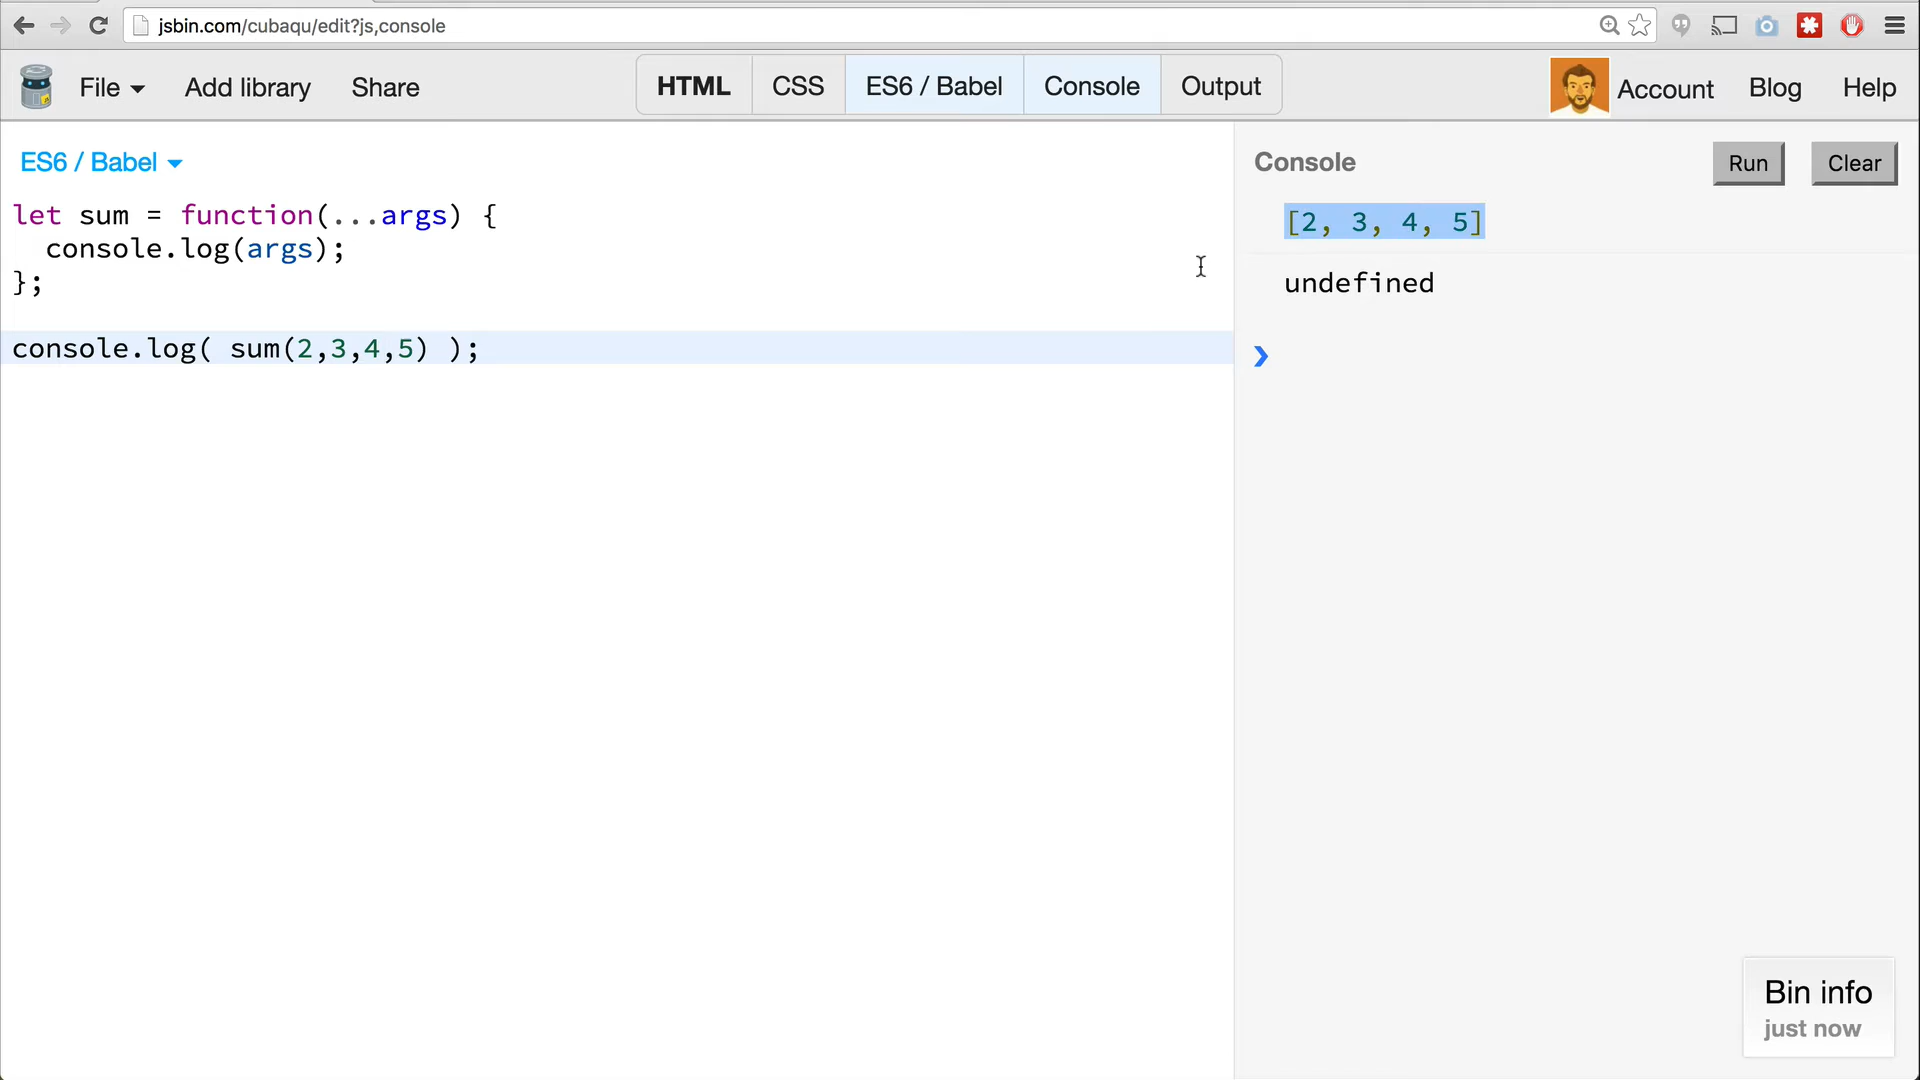 jsbin.com/cubaqu/edit?js,console
File Add library Share HTML CSS ES6 / Babel Console Output Account Blog Help
ES6 / Babel
let sum = function(...args) {
console.log(args);
};
console.log( sum(2,3,4,5) );
Console Run Clear
[2, 3, 4, 5]
undefined
Bin info
just now